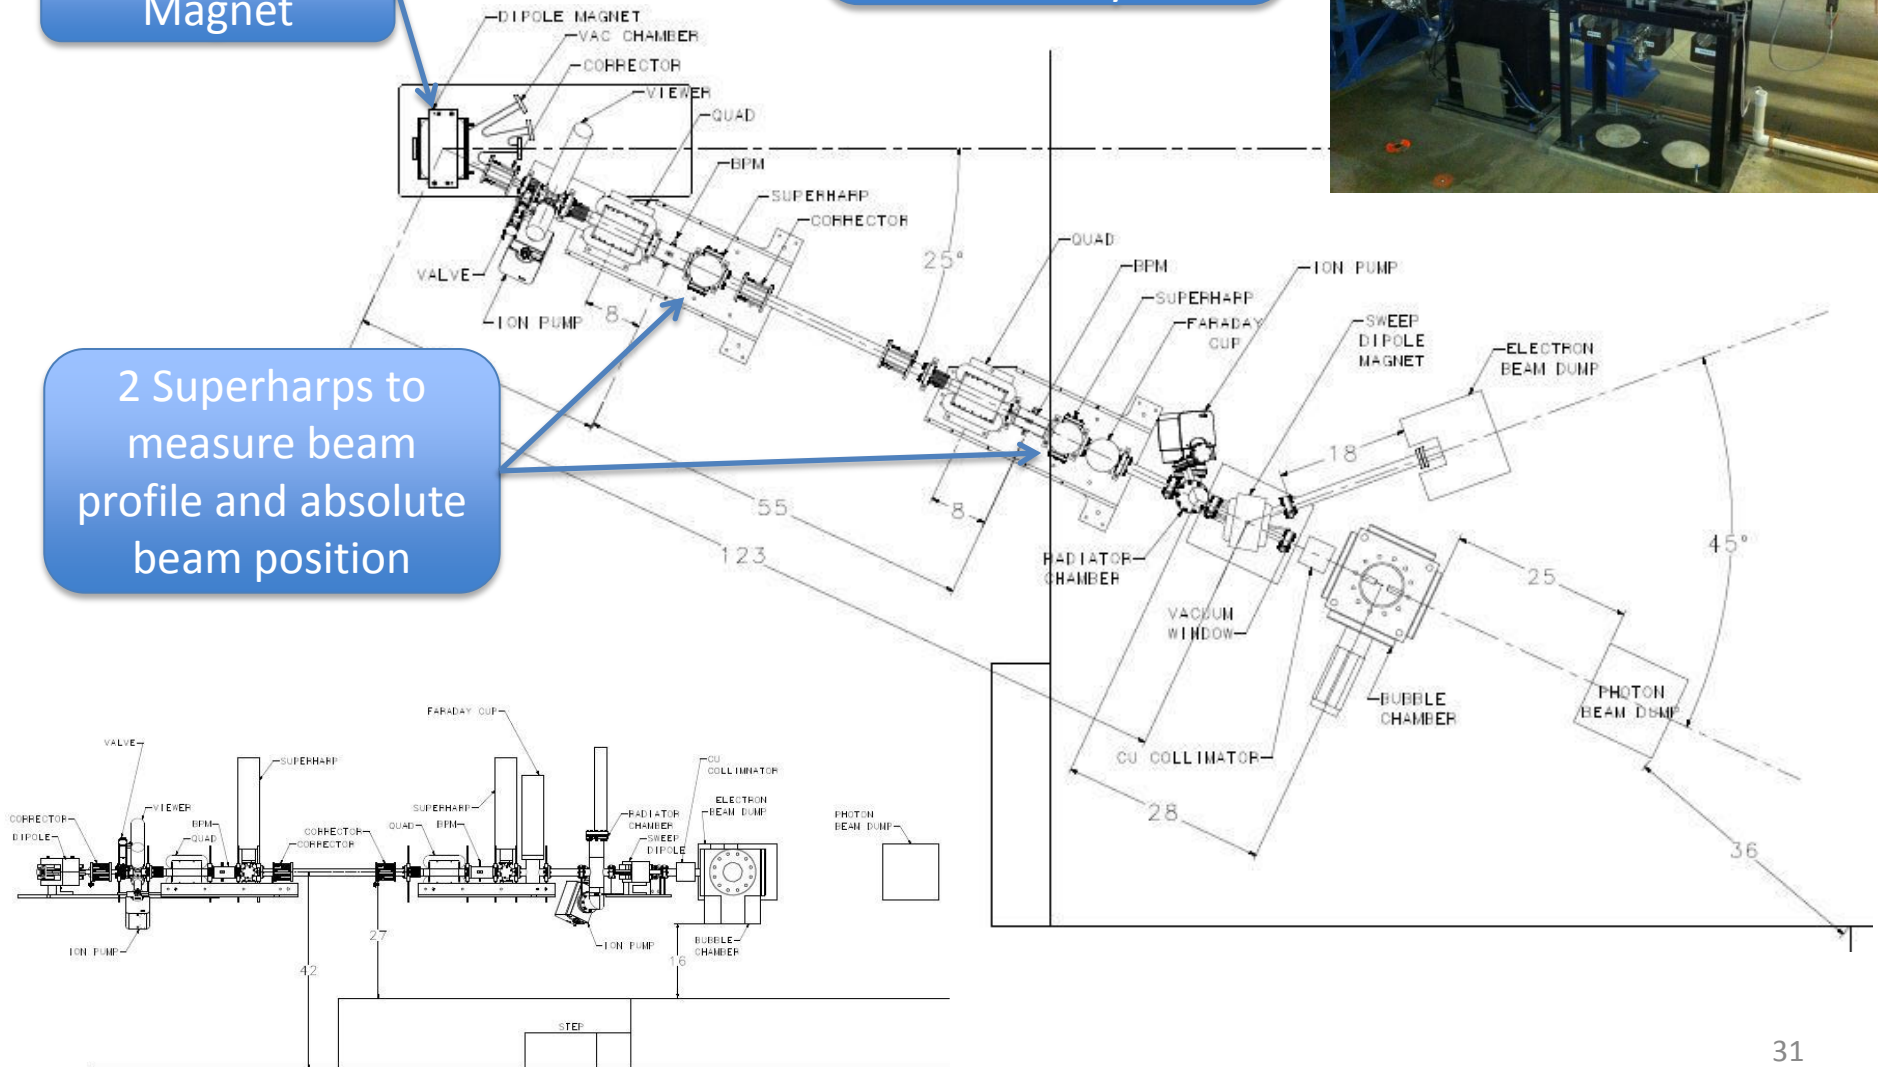 Magnet
DIPOLE MAGNET
VAC CHAMBER
CORRECTOR
VIEWER
QUAD
BPM
SUPERHARP
CORRECTOR
25°
VALVE
ION PUMP
8
QUAD
BPM
ION PUMP
SUPERHARP
FARADAY
CUP
SWEEP
DIPOLE
MAGNET
ELECTRON
BEAM DUMP
18
2 Superharps to
measure beam
profile and absolute
beam position
55
8
123
45°
25
RADIATOR
CHAMBER
VACUUM
WINDOW
PHOTON
BEAM DUMP
BUBBLE
CHAMBER
CU COLLIMATOR
28
36
FARADAY CUP
VALVE
SUPERHARP
CU
COLLIMNATOR
ELECTRON
BEAM DUMP
PHOTON
BEAM DUMP
CORRECTOR
VIEWER
SUPERHARP
RADIATOR
CHAMBER
DIPOLE
BPM
QUAD
CORRECTOR
CORRECTOR
QUAD
BPM
SWEEP
DIPOLE
ION PUMP
27
42
ION PUMP
BUBBLE
CHAMBER
16
STEP
31